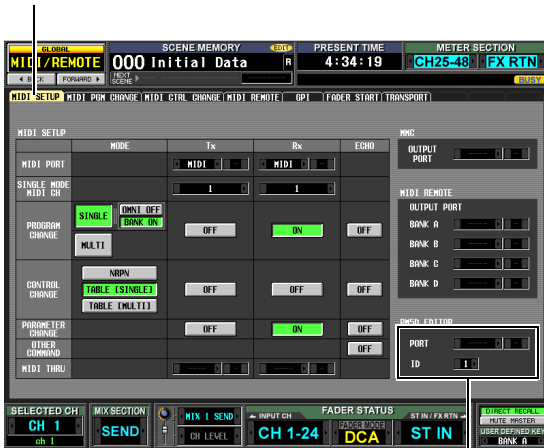 GLOBAL SCENE MEMORY EDIT PRESENT TIME METER SECTION
MIDI/REMOTE 000 Initial Data R 4:34:19 CH25-48 FX RTN
BACK FORWARD NEXT SCENE BUSY
MIDI SETUP MIDI PGM CHANGE MIDI CTRL CHANGE MIDI REMOTE GPI FADER START TRANSPORT
MIDI SETUP MMC
MODE Tx Rx ECHO
MIDI PORT MIDI - MIDI - OUTPUT PORT ---- -
SINGLE MODE MIDI CH 1 1
MIDI REMOTE
OUTPUT PORT
PROGRAM CHANGE SINGLE OMNI OFF BANK ON MULTI OFF ON OFF
BANK A ---- -
BANK B ---- -
BANK C ---- -
BANK D ---- -
CONTROL CHANGE NRPN TABLE [SINGLE] TABLE [MULTI] OFF OFF OFF
PARAMETER CHANGE OFF ON OFF
OTHER COMMAND OFF
MIDI THRU ---- - ---- -
PM5D EDITOR
PORT ---- -
ID 1
SELECTED CH MIX SECTION FADER STATUS DIRECT RECALL
CH 1 SEND MIX 1 SEND INPUT CH ST IN / FX RTN MUTE MASTER
ch 1 CH LEVEL CH 1-24 FADER MODE DCA ST IN USER DEFINED KEY
BANK A